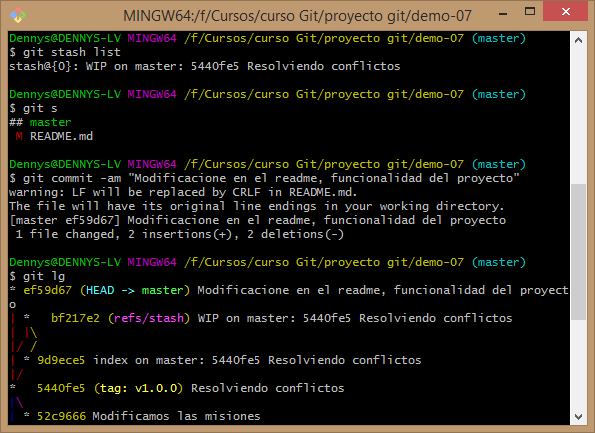 MINGW64:/f/Cursos/curso Git/proyecto git/demo-07
Dennys@DENNYS-LV MINGW64 /f/Cursos/curso Git/proyecto git/demo-07 (master)
$ git stash list
stash@{0}: WIP on master: 5440fe5 Resolviendo conflictos
Dennys@DENNYS-LV MINGW64 /f/Cursos/curso Git/proyecto git/demo-07 (master)
$ git s
## master
 M README.md
Dennys@DENNYS-LV MINGW64 /f/Cursos/curso Git/proyecto git/demo-07 (master)
$ git commit -am "Modificacione en el readme, funcionalidad del proyecto"
warning: LF will be replaced by CRLF in README.md.
The file will have its original line endings in your working directory.
[master ef59d67] Modificacione en el readme, funcionalidad del proyecto
 1 file changed, 2 insertions(+), 2 deletions(-)
Dennys@DENNYS-LV MINGW64 /f/Cursos/curso Git/proyecto git/demo-07 (master)
$ git lg
* ef59d67 (HEAD -> master) Modificacione en el readme, funcionalidad del proyect
o
| *   bf217e2 (refs/stash) WIP on master: 5440fe5 Resolviendo conflictos
| |\
|/ /
| * 9d9ece5 index on master: 5440fe5 Resolviendo conflictos
|/
*   5440fe5 (tag: v1.0.0) Resolviendo conflictos
|\
| * 52c9666 Modificamos las misiones